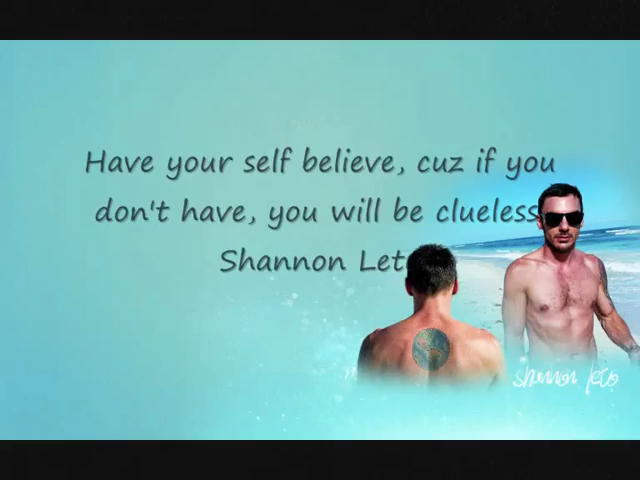 Have your self believe, cuz if you
don't have, you will be clueless
Shannon Let
shannon leto